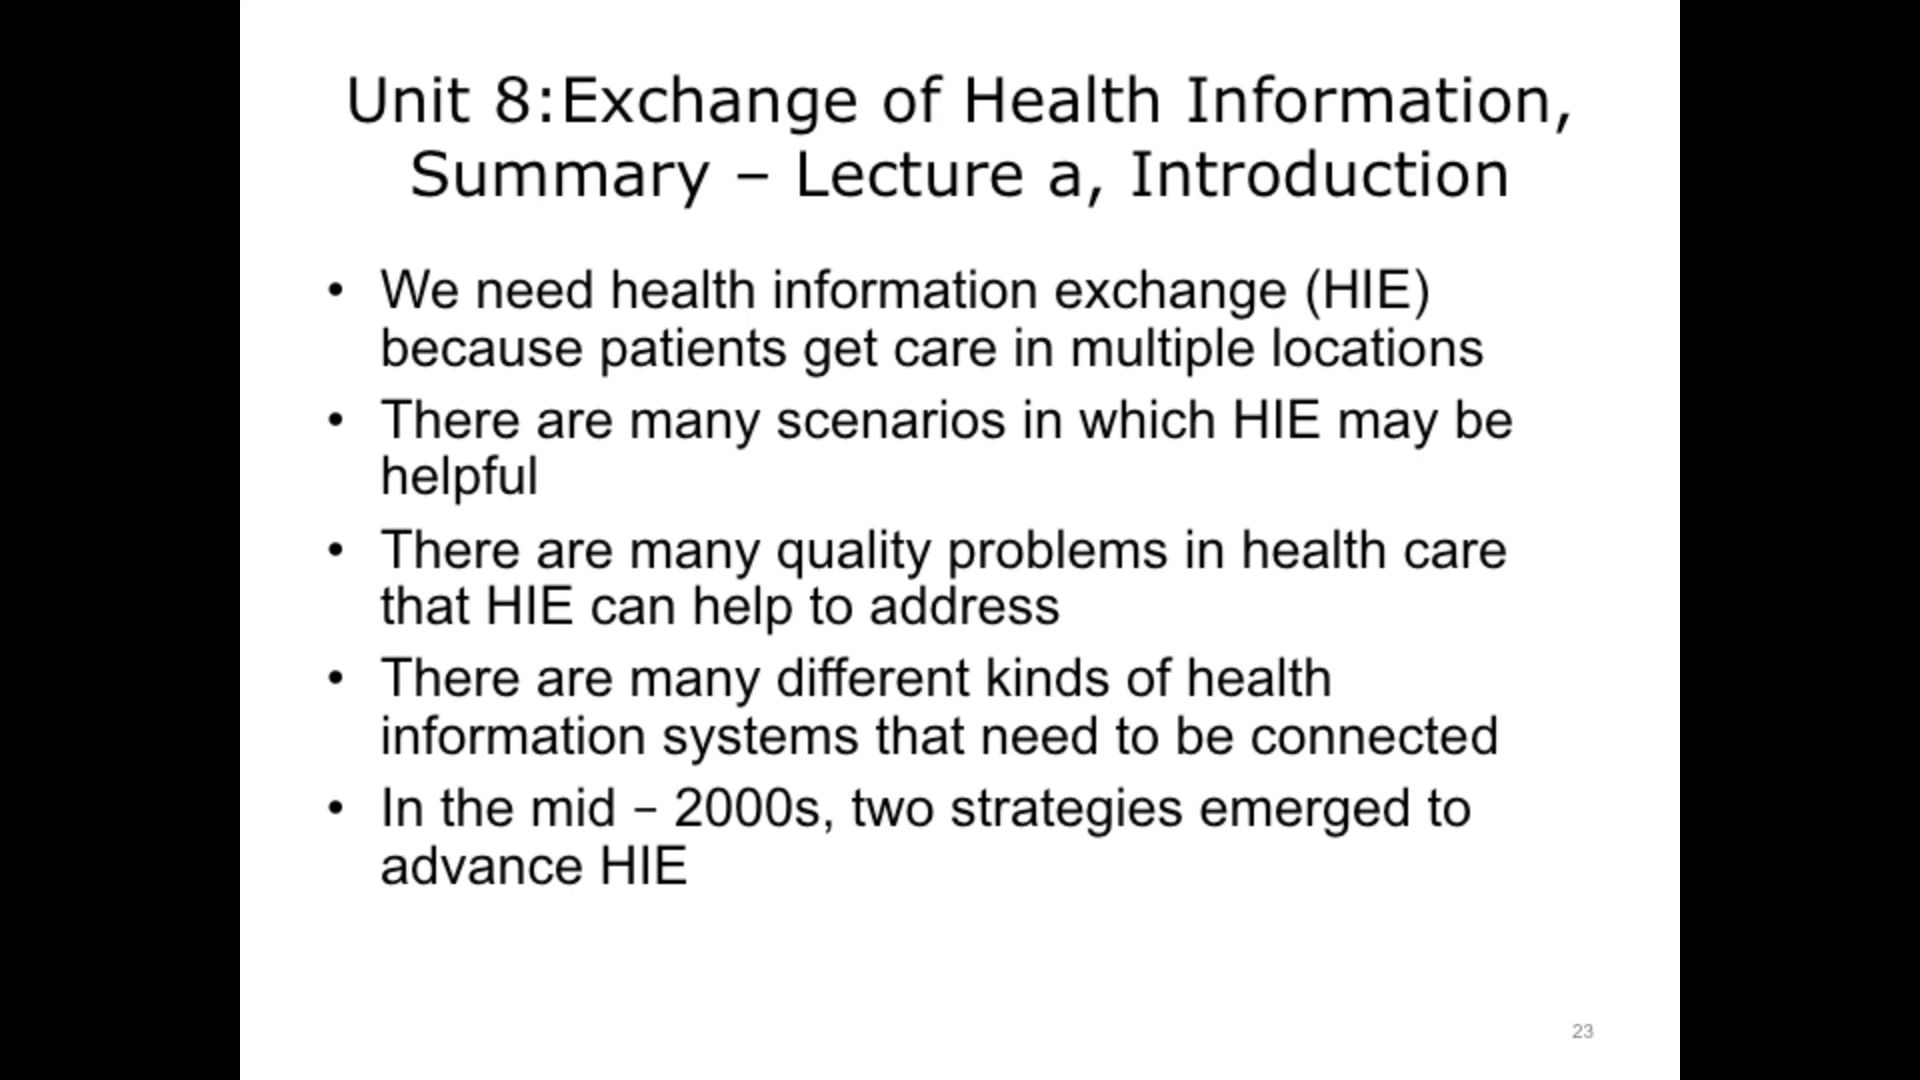 Unit 8:Exchange of Health Information,
Summary – Lecture a, Introduction
• We need health information exchange (HIE)
because patients get care in multiple locations
• There are many scenarios in which HIE may be
helpful
• There are many quality problems in health care
that HIE can help to address
• There are many different kinds of health
information systems that need to be connected
• In the mid – 2000s, two strategies emerged to
advance HIE
23